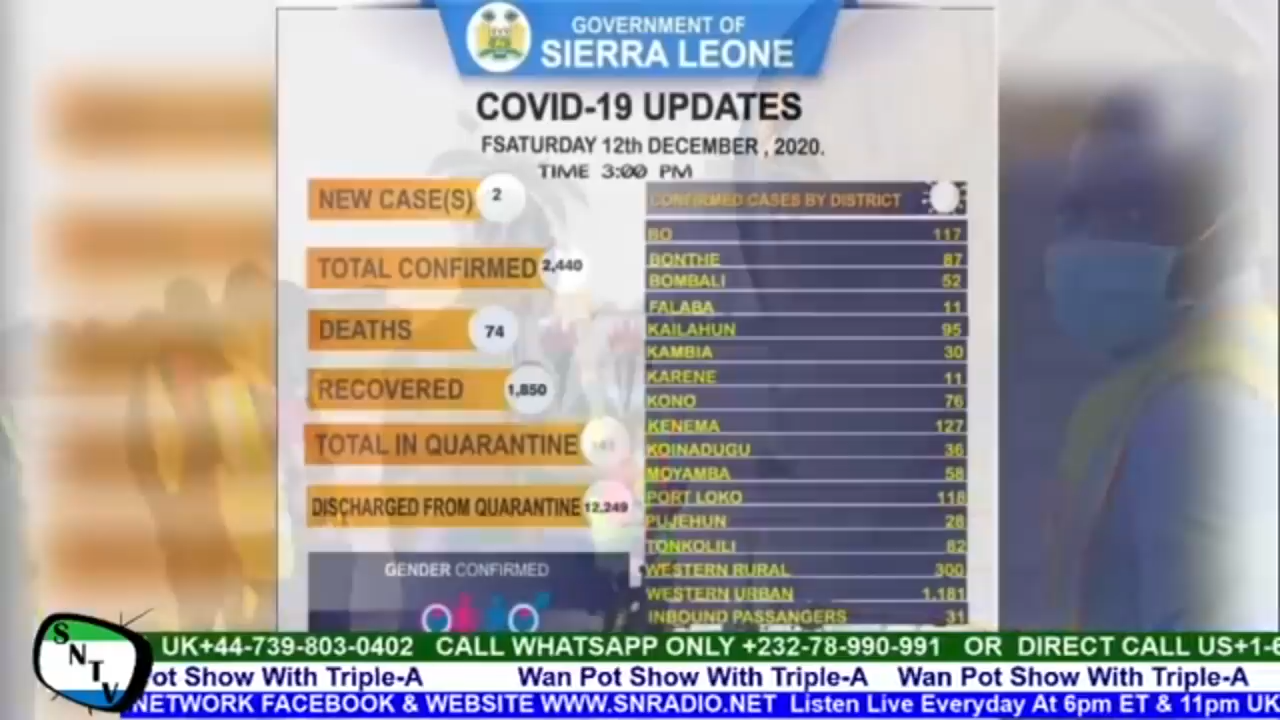 GOVERNMENT OF
SIERRA LEONE
COVID-19 UPDATES
FSATURDAY 12th DECEMBER , 2020.
TIME 3:00 PM
NEW CASE(S) 2
TOTAL CONFIRMED 2,440
DEATHS 74
RECOVERED 1,850
TOTAL IN QUARANTINE
DISCHARGED FROM QUARANTINE 12,249
GENDER CONFIRMED
CONFIRMED CASES BY DISTRICT
BO 117
BONTHE 87
BOMBALI 52
FALABA 11
KAILAHUN 95
KAMBIA 30
KARENE 11
KONO 76
KENEMA 127
KOINADUGU 36
MOYAMBA 58
PORT LOKO 118
PUJEHUN 28
TONKOLILI 82
WESTERN RURAL 300
WESTERN URBAN 1,181
INBOUND PASSANGERS 31
SNTV
UK+44-739-803-0402 CALL WHATSAPP ONLY +232-78-990-991 OR DIRECT CALL US+1-6
Pot Show With Triple-A Wan Pot Show With Triple-A Wan Pot Show With Triple-A
NETWORK FACEBOOK & WEBSITE WWW.SNRADIO.NET Listen Live Everyday At 6pm ET & 11pm UK